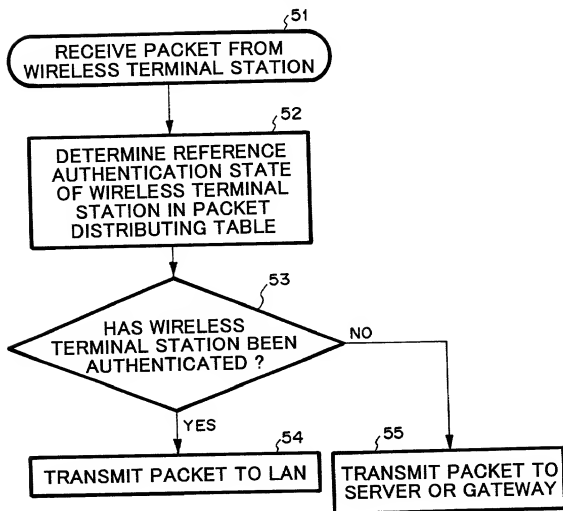 51
RECEIVE PACKET FROM
WIRELESS TERMINAL STATION
52
DETERMINE REFERENCE
AUTHENTICATION STATE
OF WIRELESS TERMINAL
STATION IN PACKET
DISTRIBUTING TABLE
53
HAS WIRELESS
TERMINAL STATION BEEN
AUTHENTICATED ?
NO
YES
54
TRANSMIT PACKET TO LAN
55
TRANSMIT PACKET TO
SERVER OR GATEWAY